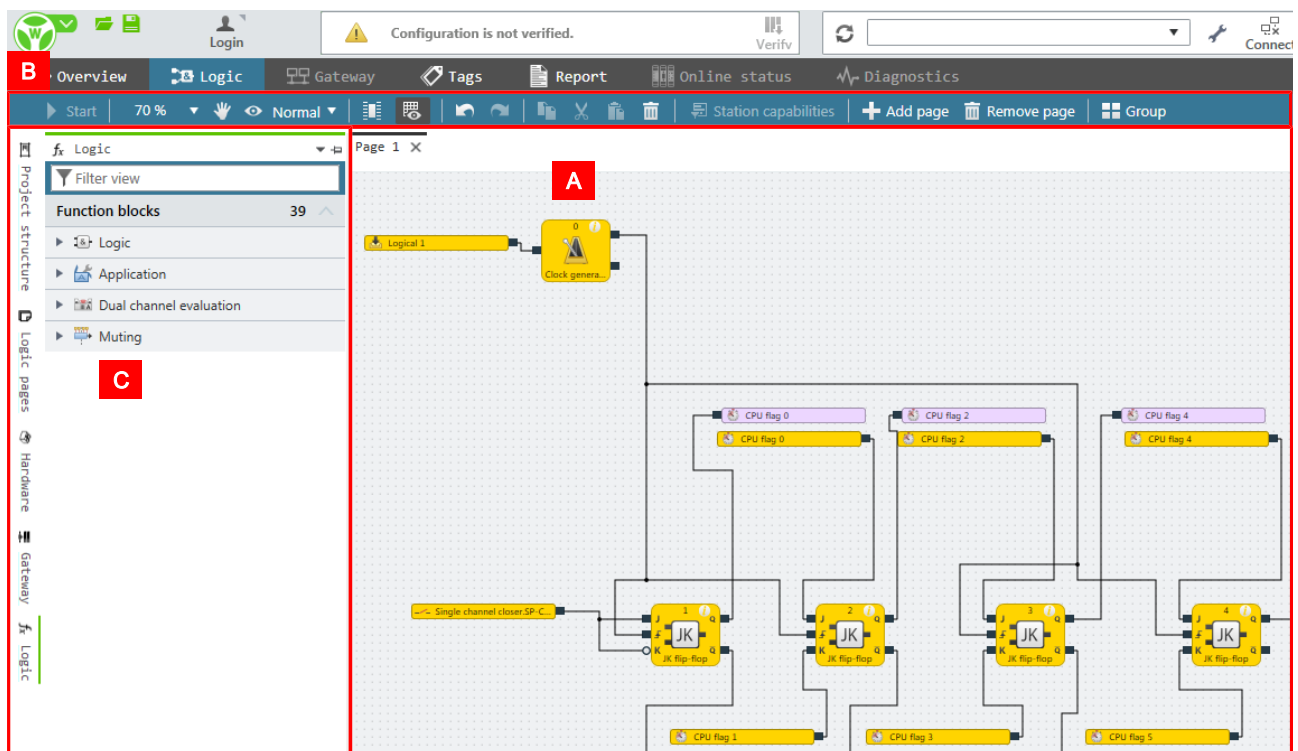 W
Login
Configuration is not verified.
Verify
Connect
B
Overview
Logic
Gateway
Tags
Report
Online status
Diagnostics
Start
70 %
Normal
Station capabilities
Add page
Remove page
Group
Project structure
Logic pages
Hardware
Gateway
fx Logic
fx Logic
Filter view
Function blocks 39
Logic
Application
Dual channel evaluation
Muting
C
Page 1
A
Logical 1
0
Clock genera...
CPU flag 0
CPU flag 2
CPU flag 4
CPU flag 0
CPU flag 2
CPU flag 4
Single channel closer.SP-C...
1
J Q
JK
K Q
JK flip-flop
2
J Q
JK
K Q
JK flip-flop
3
J Q
JK
K Q
JK flip-flop
4
J Q
JK
K Q
JK flip-flop
CPU flag 1
CPU flag 3
CPU flag 5